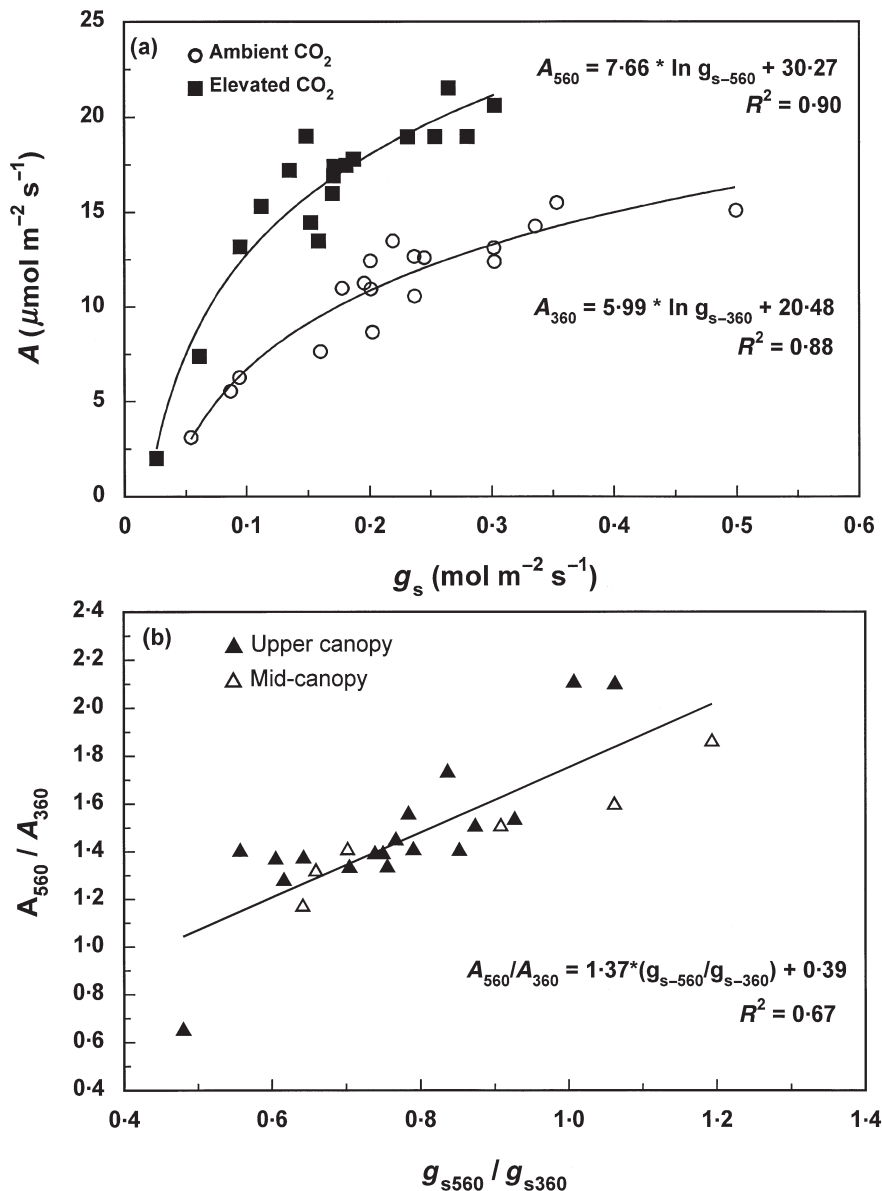 (a)
Ambient CO₂
Elevated CO₂
A₅₆₀ = 7·66 * ln gₛ₋₅₆₀ + 30·27
R² = 0·90
A₃₆₀ = 5·99 * ln gₛ₋₃₆₀ + 20·48
R² = 0·88
A (μmol m⁻² s⁻¹)
25
20
15
10
5
0
0 0·1 0·2 0·3 0·4 0·5 0·6
gₛ (mol m⁻² s⁻¹)
(b)
Upper canopy
Mid-canopy
A₅₆₀/A₃₆₀ = 1·37*(gₛ₋₅₆₀/gₛ₋₃₆₀) + 0·39
R² = 0·67
A₅₆₀ / A₃₆₀
2·4
2·2
2·0
1·8
1·6
1·4
1·2
1·0
0·8
0·6
0·4
0·4 0·6 0·8 1·0 1·2 1·4
gₛ₅₆₀ / gₛ₃₆₀